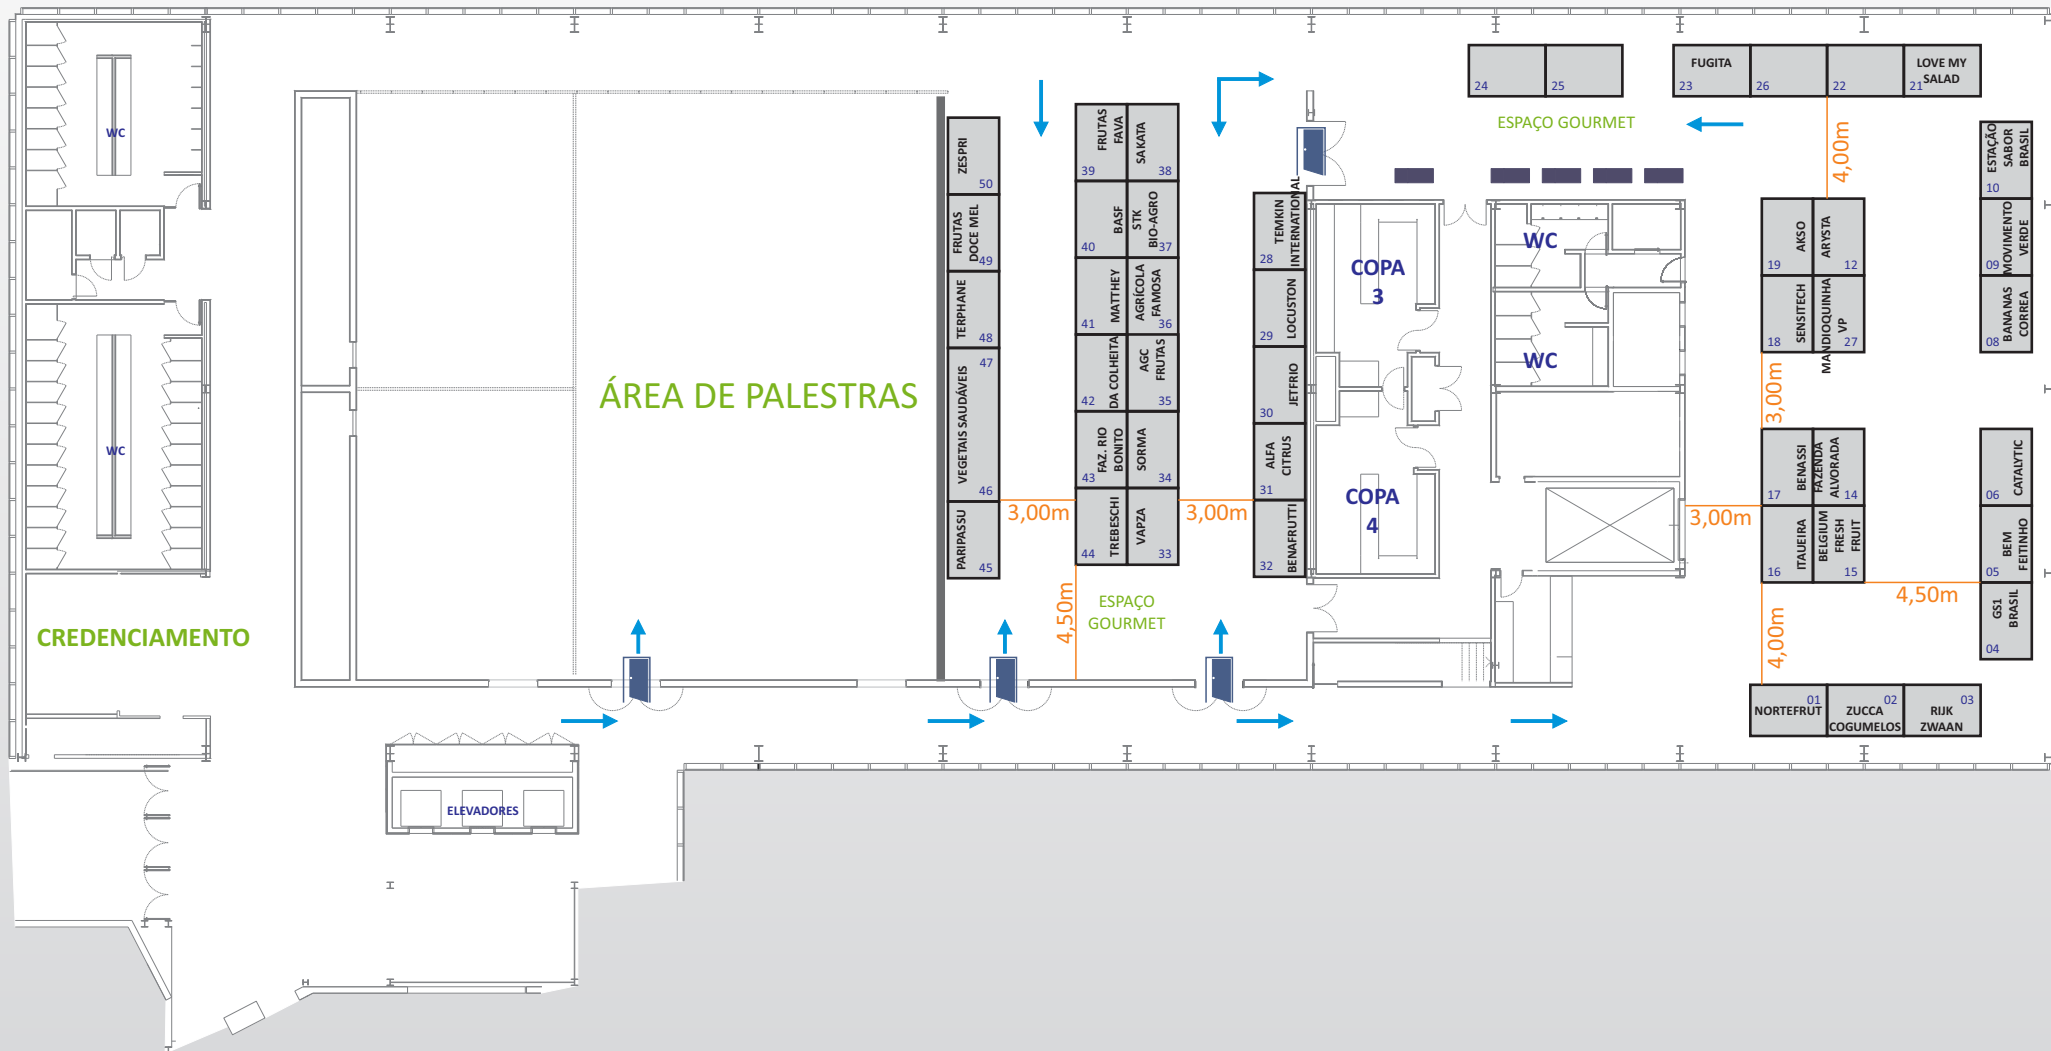 WC
WC
CREDENCIAMENTO
ELEVADORES
ÁREA DE PALESTRAS
ZESPRI
50
FRUTAS
DOCE MEL
49
TERPHANE
48
47
VEGETAIS SAUDÁVEIS
46
PARIPASSU
45
3,00m
FRUTAS
FAVA
39
SAKATA
38
BASF
40
STK
BIO-AGRO
37
MATTHEY
41
AGRÍCOLA
FAMOSA
36
DA COLHEITA
42
AGC
FRUTAS
35
FAZ. RIO
BONITO
43
SORMA
34
TREBESCHI
44
VAPZA
33
4,50m
ESPAÇO
GOURMET
3,00m
TEMKIN
INTERNATIONAL
28
LOCUSTON
29
JETFRIO
30
ALFA
CITRUS
31
BENAFRUTTI
32
COPA
3
COPA
4
WC
WC
24
25
ESPAÇO GOURMET
FUGITA
23
26
22
LOVE MY
SALAD
21
4,00m
ESTAÇÃO
SABOR
BRASIL
10
MOVIMENTO
VERDE
09
BANANAS
CORREA
08
AKSO
19
ARYSTA
12
SENSITECH
18
MANDIOQUINHA
VP
27
3,00m
BENASSI
17
FAZENDA
ALVORADA
14
ITAUEIRA
16
BELGIUM
FRESH
FRUIT
15
3,00m
4,50m
4,00m
CATALYTIC
06
BEM
FEITINHO
05
GS1
BRASIL
04
01
NORTEFRUT
02
ZUCCA
COGUMELOS
03
RIJK
ZWAAN